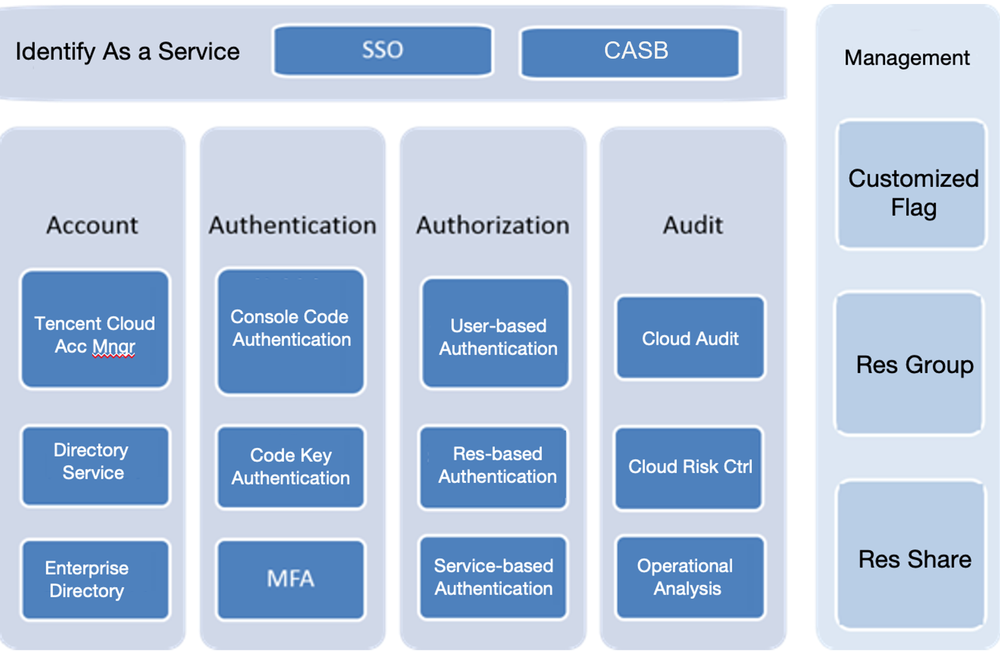 Identify As a Service
SSO
CASB
Management
Customized
Flag
Res Group
Res Share
Account
Tencent Cloud
Acc Mngr
Directory
Service
Enterprise
Directory
Authentication
Console Code
Authentication
Code Key
Authentication
MFA
Authorization
User-based
Authentication
Res-based
Authentication
Service-based
Authentication
Audit
Cloud Audit
Cloud Risk Ctrl
Operational
Analysis